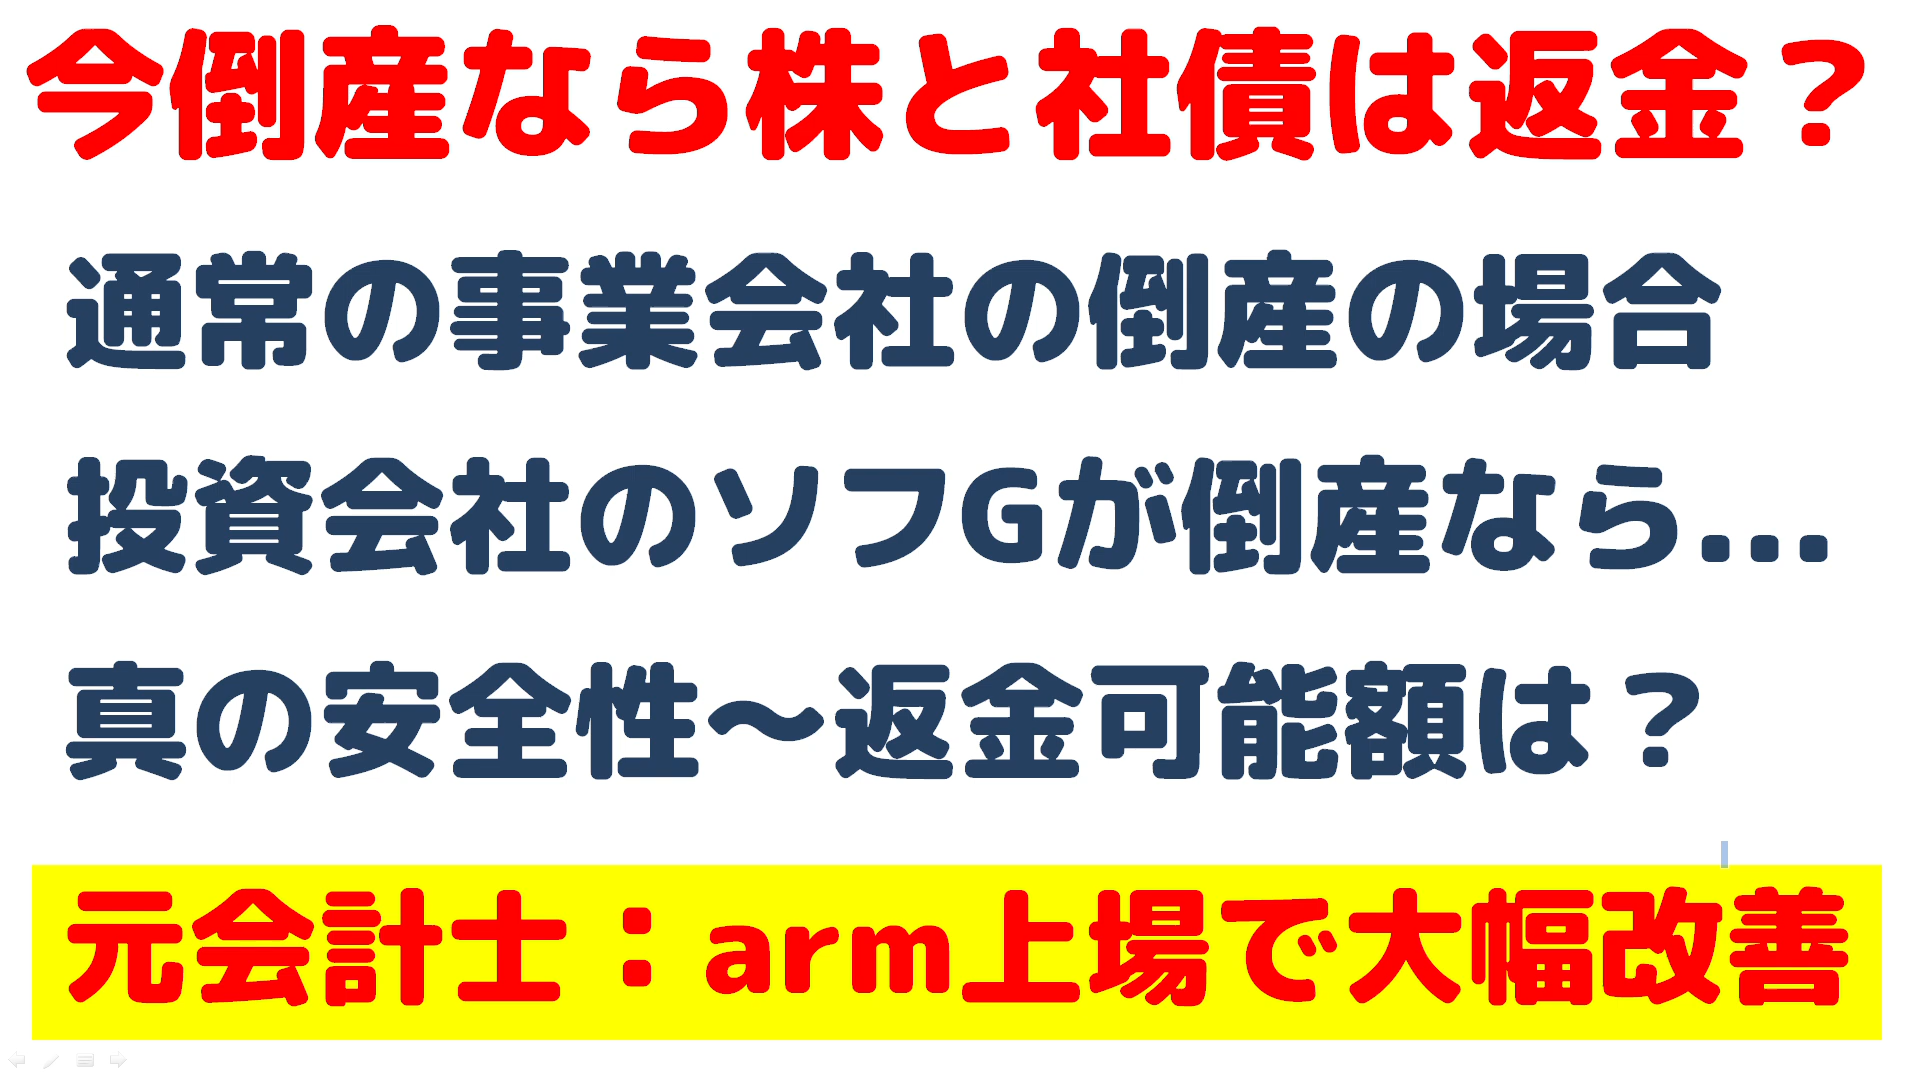 今倒産なら株と社債は返金？
通常の事業会社の倒産の場合
投資会社のソフGが倒産なら...
真の安全性～返金可能額は？
元会計士：arm上場で大幅改善